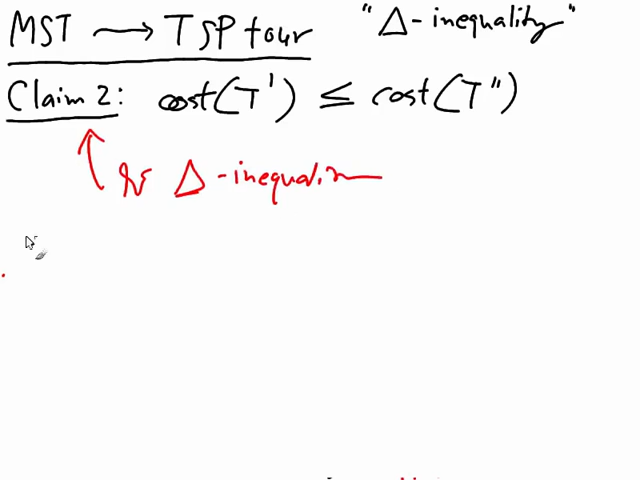 MST → TSP tour "Δ-inequality"
Claim 2: cost(T') ≤ cost(T")
Δ-inequality